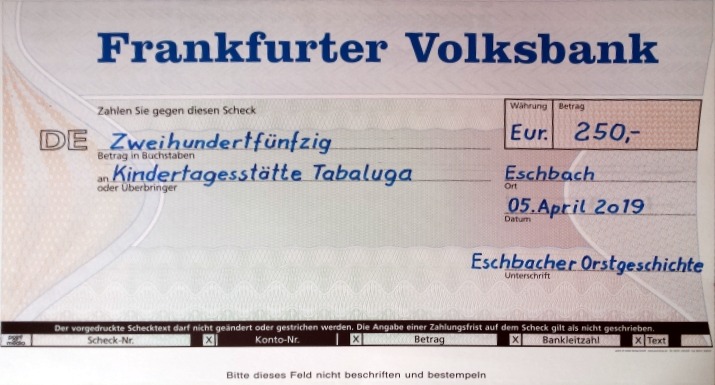 Frankfurter Volksbank
Zahlen Sie gegen diesen Scheck
Währung Betrag
Eur. 250,-
DE Zweihundertfünfzig
Betrag in Buchstaben
an Kindertagesstätte Tabaluga
oder Überbringer
Eschbach
Ort
05.April 2019
Datum
Eschbacher Orstgeschichte
Unterschrift
Der vorgedruckte Schecktext darf nicht geändert oder gestrichen werden. Die Angabe einer Zahlungsfrist auf dem Scheck gilt als nicht geschrieben.
Scheck-Nr. X Konto-Nr. X Betrag X Bankleitzahl X Text
Bitte dieses Feld nicht beschriften und bestempeln